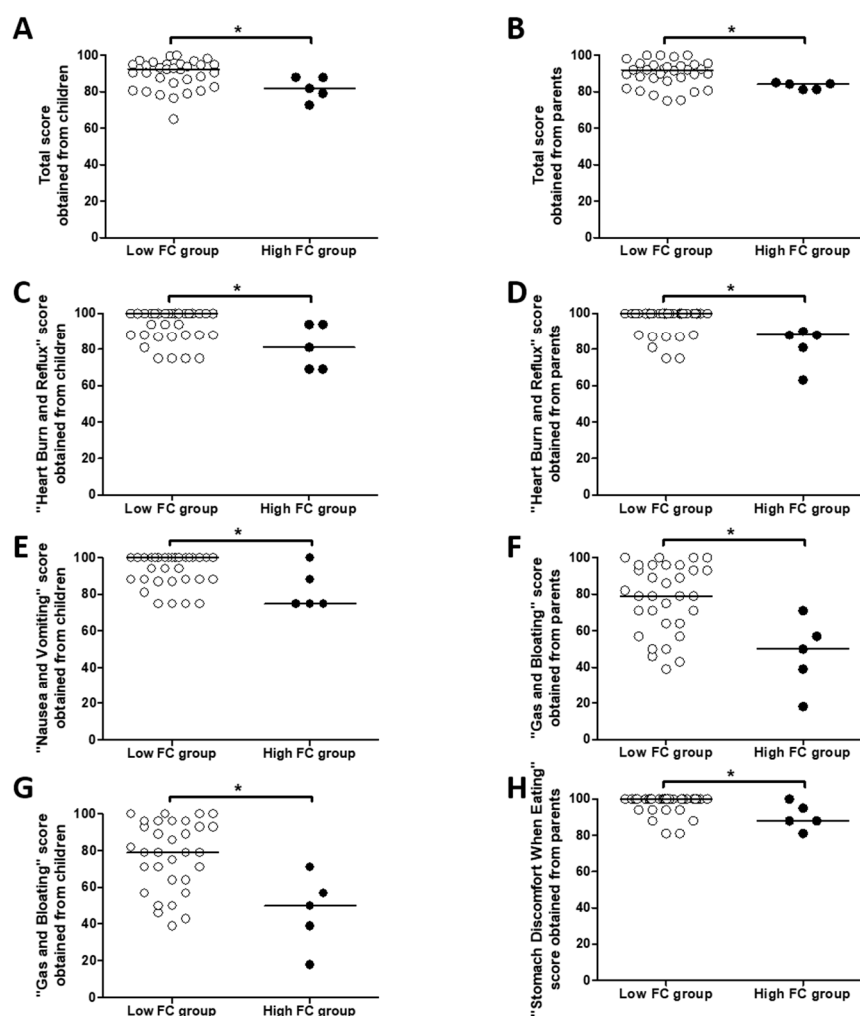 A
*
Total score
obtained from children
100
80
60
40
20
0
Low FC group
High FC group
B
*
Total score
obtained from parents
100
80
60
40
20
0
Low FC group
High FC group
C
*
"Heart Burn and Reflux" score
obtained from children
100
80
60
40
20
0
Low FC group
High FC group
D
*
"Heart Burn and Reflux" score
obtained from parents
100
80
60
40
20
0
Low FC group
High FC group
E
*
"Nausea and Vomiting" score
obtained from children
100
80
60
40
20
0
Low FC group
High FC group
F
*
"Gas and Bloating" score
obtained from parents
100
80
60
40
20
0
Low FC group
High FC group
G
*
"Gas and Bloating" score
obtained from children
100
80
60
40
20
0
Low FC group
High FC group
H
*
"Stomach Discomfort When Eating"
score obtained from parents
100
80
60
40
20
0
Low FC group
High FC group